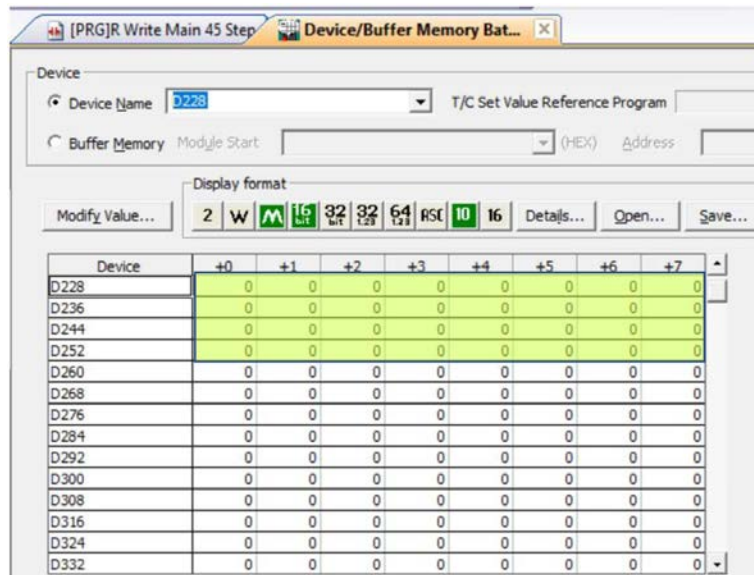 [PRG]R Write Main 45 Step
Device/Buffer Memory Bat...
Device
Device Name D228 T/C Set Value Reference Program
Buffer Memory Module Start (HEX) Address
Display format
Modify Value... 2 W M 16 bit 32 bit 32 1.23 64 1.23 ASC 10 16 Details... Open... Save...
Device +0 +1 +2 +3 +4 +5 +6 +7
D228 0 0 0 0 0 0 0 0
D236 0 0 0 0 0 0 0 0
D244 0 0 0 0 0 0 0 0
D252 0 0 0 0 0 0 0 0
D260 0 0 0 0 0 0 0 0
D268 0 0 0 0 0 0 0 0
D276 0 0 0 0 0 0 0 0
D284 0 0 0 0 0 0 0 0
D292 0 0 0 0 0 0 0 0
D300 0 0 0 0 0 0 0 0
D308 0 0 0 0 0 0 0 0
D316 0 0 0 0 0 0 0 0
D324 0 0 0 0 0 0 0 0
D332 0 0 0 0 0 0 0 0